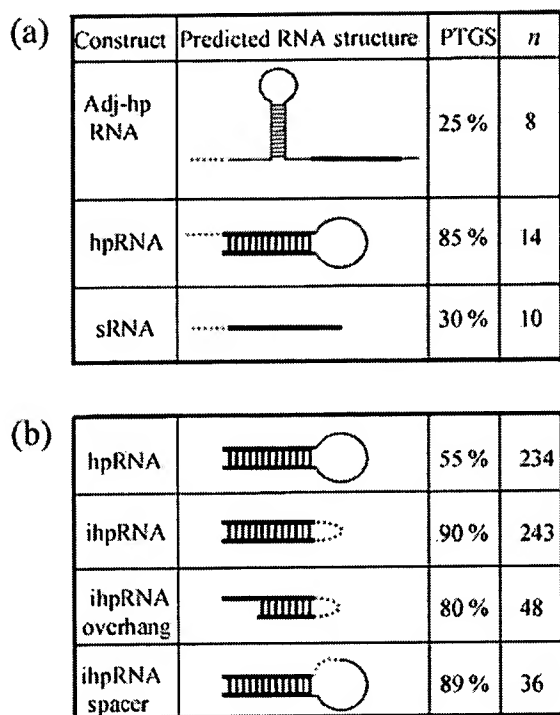 (a)
Construct Predicted RNA structure PTGS n
Adj-hp RNA 25 % 8
hpRNA 85 % 14
sRNA 30 % 10
(b)
hpRNA 55 % 234
ihpRNA 90 % 243
ihpRNA overhang 80 % 48
ihpRNA spacer 89 % 36